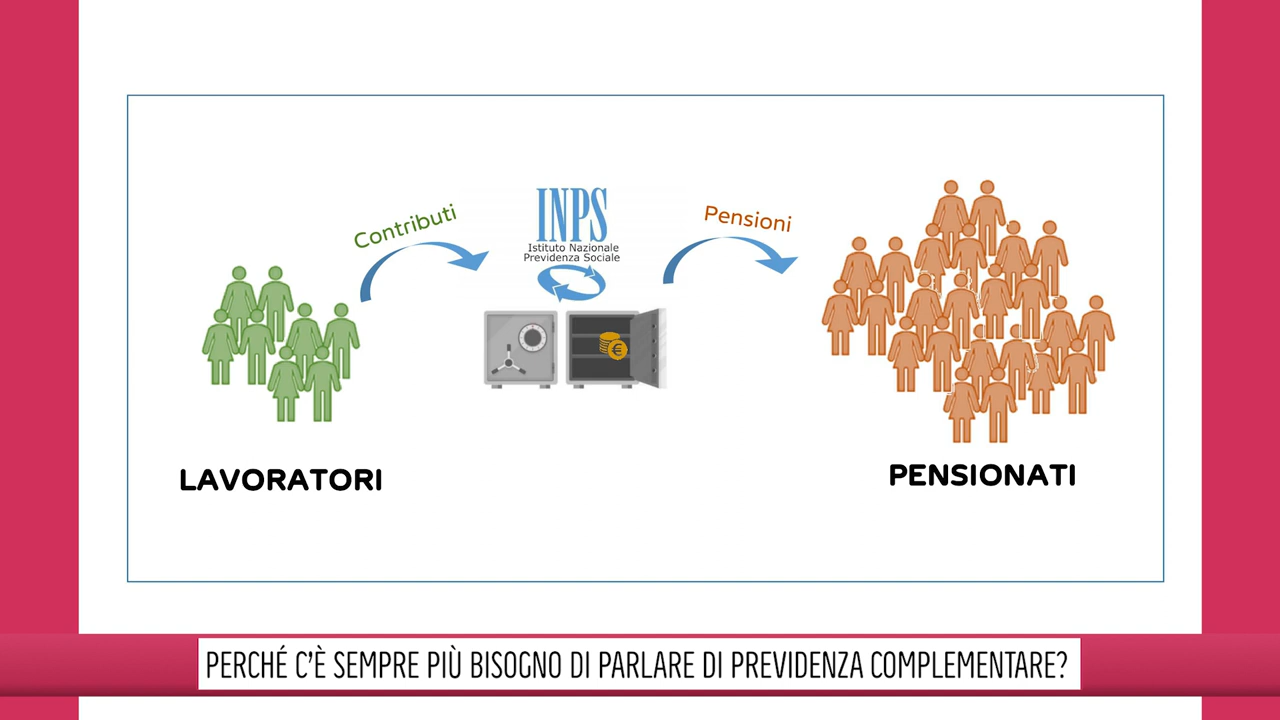 Contributi
INPS
Istituto Nazionale
Previdenza Sociale
Pensioni
€
LAVORATORI
PENSIONATI
PERCHÉ C'È SEMPRE PIÙ BISOGNO DI PARLARE DI PREVIDENZA COMPLEMENTARE?